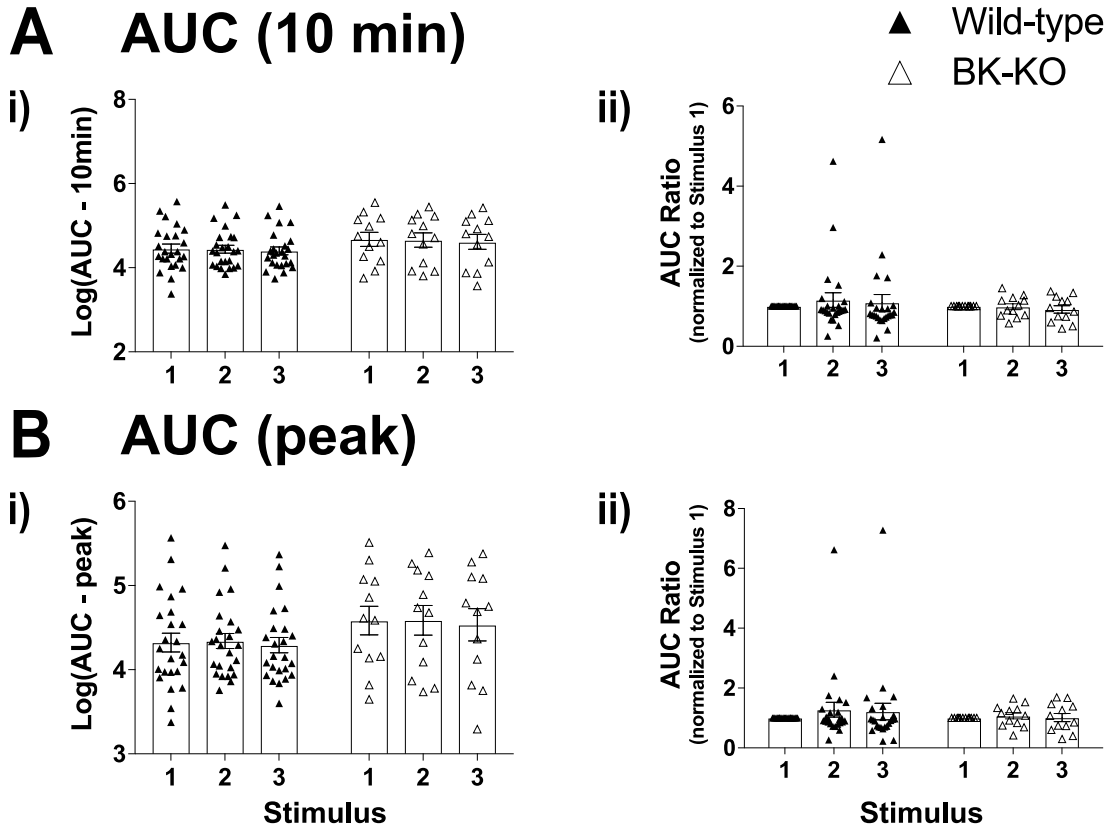 A AUC (10 min)
▲ Wild-type
△ BK-KO
i)
Log(AUC - 10min)
8
6
4
2
1 2 3 1 2 3
ii)
AUC Ratio
(normalized to Stimulus 1)
6
4
2
0
1 2 3 1 2 3
B AUC (peak)
i)
Log(AUC - peak)
6
5
4
3
1 2 3 1 2 3
Stimulus
ii)
AUC Ratio
(normalized to Stimulus 1)
8
6
4
2
0
1 2 3 1 2 3
Stimulus